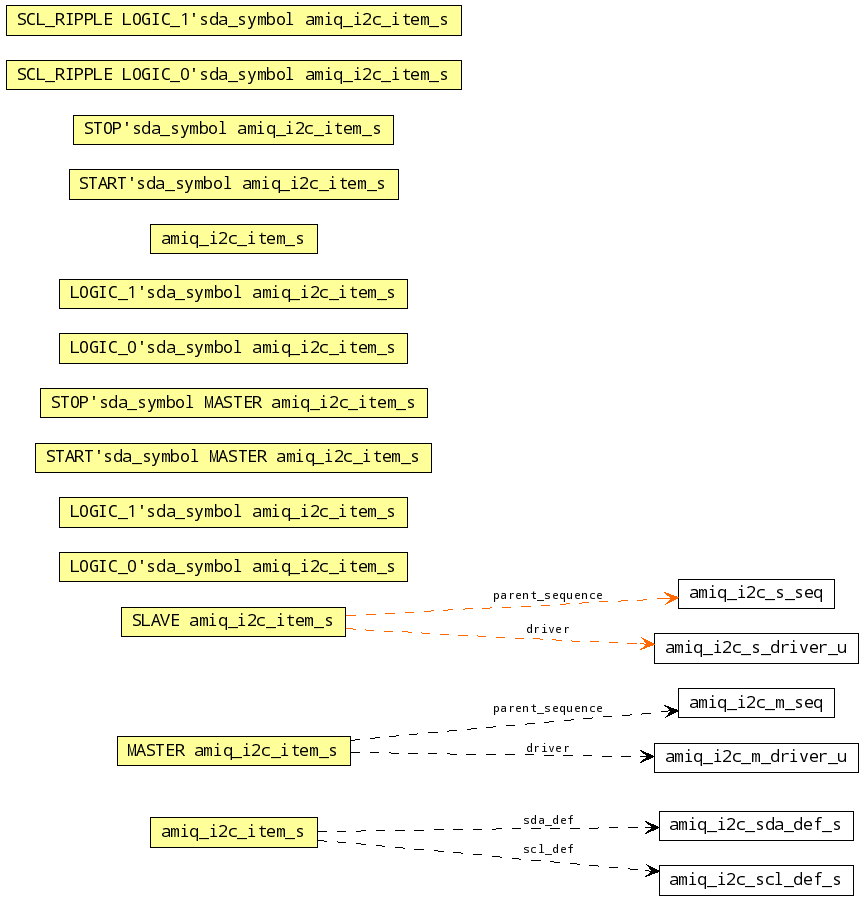 SCL_RIPPLE LOGIC_1'sda_symbol amiq_i2c_item_s
SCL_RIPPLE LOGIC_0'sda_symbol amiq_i2c_item_s
STOP'sda_symbol amiq_i2c_item_s
START'sda_symbol amiq_i2c_item_s
amiq_i2c_item_s
LOGIC_1'sda_symbol amiq_i2c_item_s
LOGIC_0'sda_symbol amiq_i2c_item_s
STOP'sda_symbol MASTER amiq_i2c_item_s
START'sda_symbol MASTER amiq_i2c_item_s
LOGIC_1'sda_symbol amiq_i2c_item_s
LOGIC_0'sda_symbol amiq_i2c_item_s
SLAVE amiq_i2c_item_s
parent_sequence
amiq_i2c_s_seq
driver
amiq_i2c_s_driver_u
MASTER amiq_i2c_item_s
parent_sequence
amiq_i2c_m_seq
driver
amiq_i2c_m_driver_u
amiq_i2c_item_s
sda_def
amiq_i2c_sda_def_s
scl_def
amiq_i2c_scl_def_s